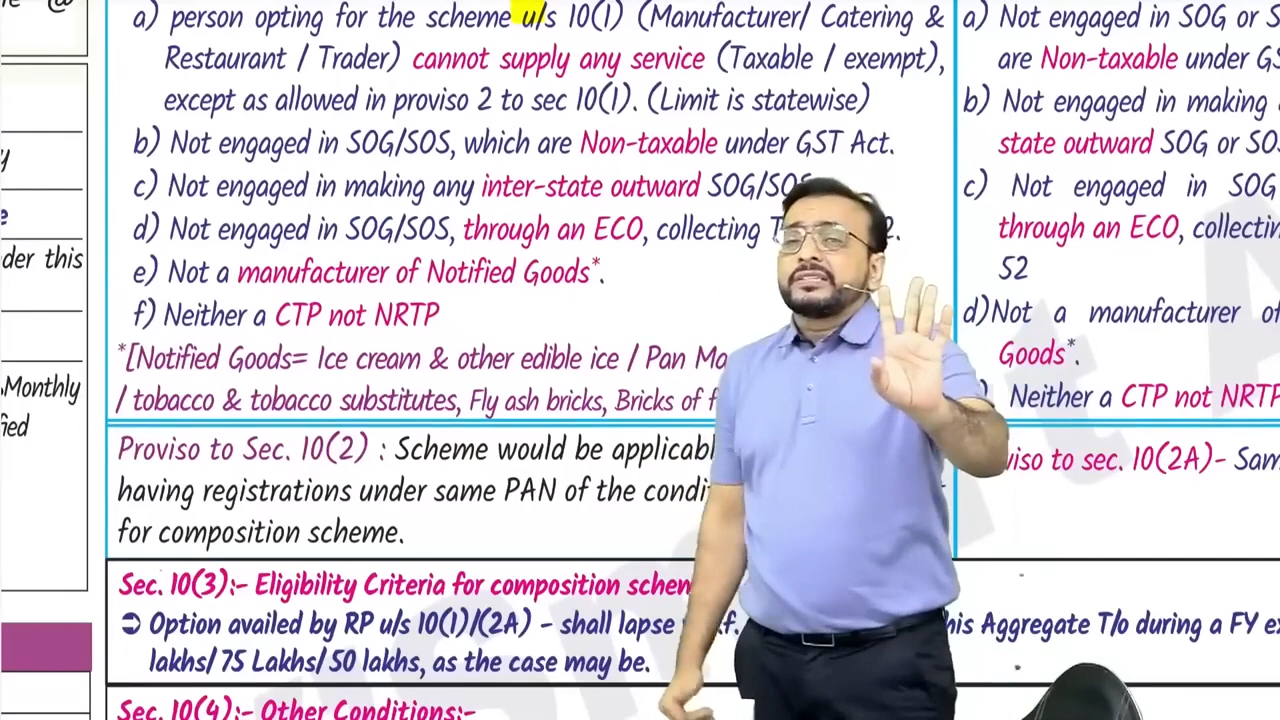 a) person opting for the scheme u/s 10(1) (Manufacturer/ Catering &
Restaurant / Trader) cannot supply any service (Taxable / exempt),
except as allowed in proviso 2 to sec 10(1). (Limit is statewise)
b) Not engaged in SOG/SOS, which are Non-taxable under GST Act.
c) Not engaged in making any inter-state outward SOG/SOS
d) Not engaged in SOG/SOS, through an ECO, collecting
e) Not a manufacturer of Notified Goods*.
f) Neither a CTP not NRTP
*[Notified Goods= Ice cream & other edible ice / Pan
/ tobacco & tobacco substitutes, Fly ash bricks, Bricks of
Proviso to Sec. 10(2) : Scheme would be
having registrations under same PAN of the
for composition scheme.
Sec. 10(3):- Eligibility Criteria for composition
➲ Option availed by RP u/s 10(1)/(2A) - shall lapse his Aggregate T/o during a FY
lakhs/ 75 Lakhs/ 50 lakhs, as the case may be.
Sec. 10(4):- Other Conditions:-
a) Not engaged in SOG or
are Non-taxable under
b) Not engaged in making
state outward SOG or
c) Not engaged in SOG
through an ECO,
52
d)Not a manufacturer of
Goods*.
Neither a CTP not NRTP
to sec. 10(2A)-
der this
Monthly